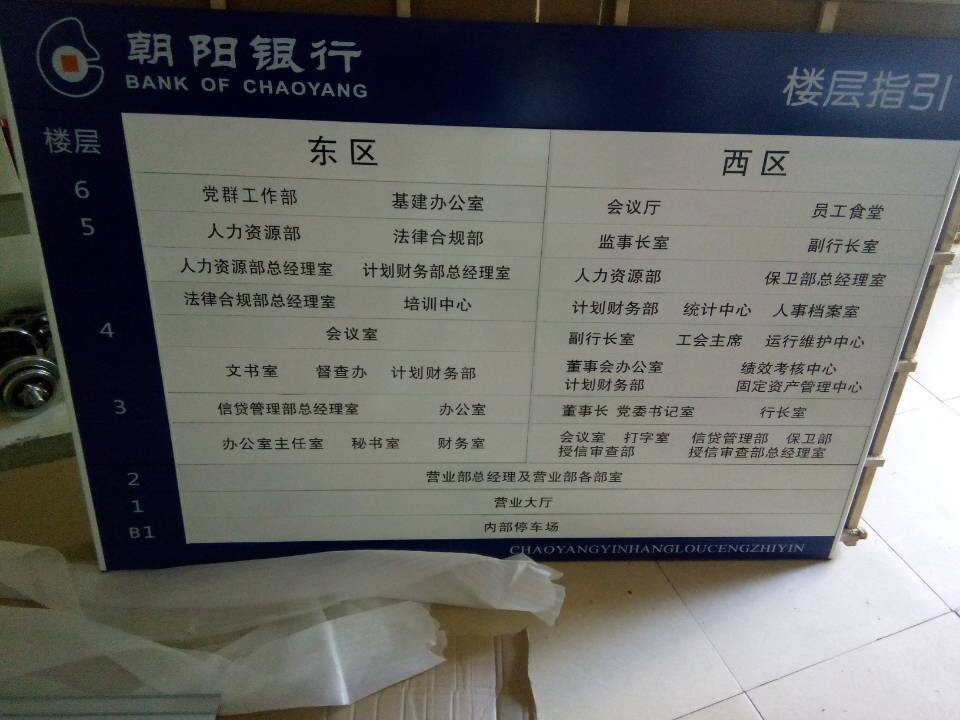 朝阳银行
BANK OF CHAOYANG
楼层指引
楼层 东区 西区
6 党群工作部 基建办公室 会议厅 员工食堂
5 人力资源部 法律合规部 监事长室 副行长室
人力资源部总经理室 计划财务部总经理室 人力资源部 保卫部总经理室
法律合规部总经理室 培训中心 计划财务部 统计中心 人事档案室
4 会议室 副行长室 工会主席 运行维护中心
文书室 督查办 计划财务部 董事会办公室 绩效考核中心
计划财务部 固定资产管理中心
3 信贷管理部总经理室 办公室 董事长 党委书记室 行长室
办公室主任室 秘书室 财务室 会议室 打字室 信贷管理部 保卫部
授信审查部 授信审查部总经理室
2 营业部总经理及营业部各部室
1 营业大厅
B1 内部停车场
CHAOYANGYINHANGLOUCENGZHIYIN